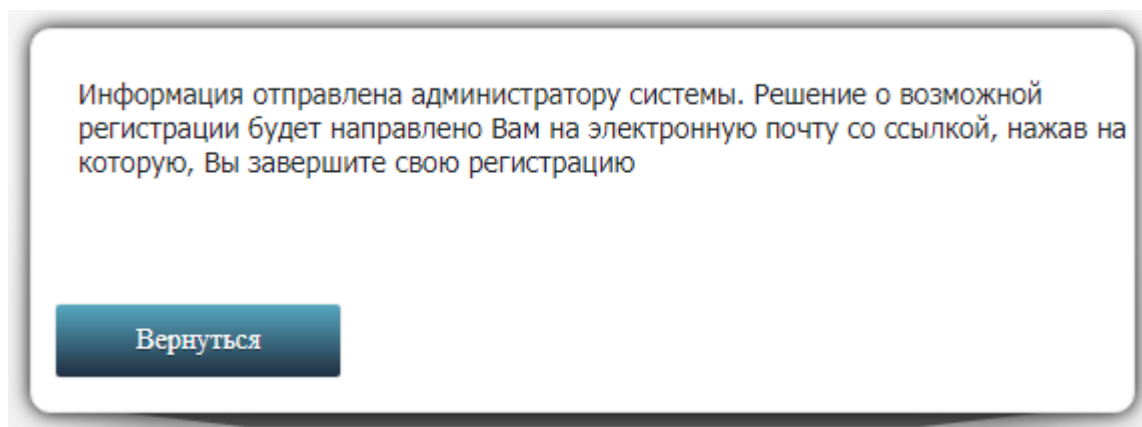 Информация отправлена администратору системы. Решение о возможной
регистрации будет направлено Вам на электронную почту со ссылкой, нажав на
которую, Вы завершите свою регистрацию
Вернуться